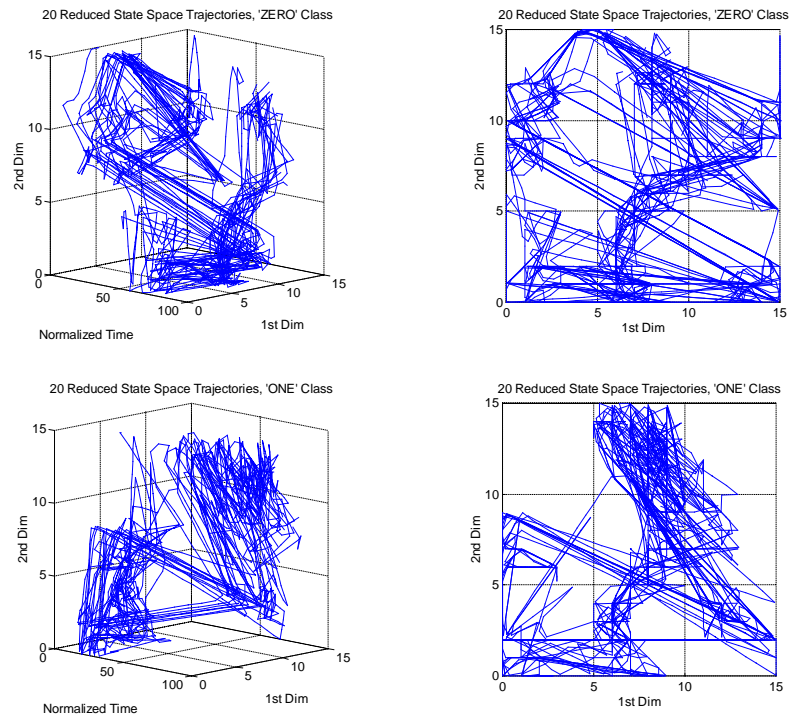 20 Reduced State Space Trajectories, 'ZERO' Class
15
10
5
0
2nd Dim
50
100
Normalized Time
0
5
10
15
1st Dim
20 Reduced State Space Trajectories, 'ZERO' Class
15
10
5
0
2nd Dim
0
5
10
15
1st Dim
20 Reduced State Space Trajectories, 'ONE' Class
15
10
5
0
2nd Dim
0
50
100
Normalized Time
0
5
10
15
1st Dim
20 Reduced State Space Trajectories, 'ONE' Class
15
10
5
0
2nd Dim
0
5
10
15
1st Dim